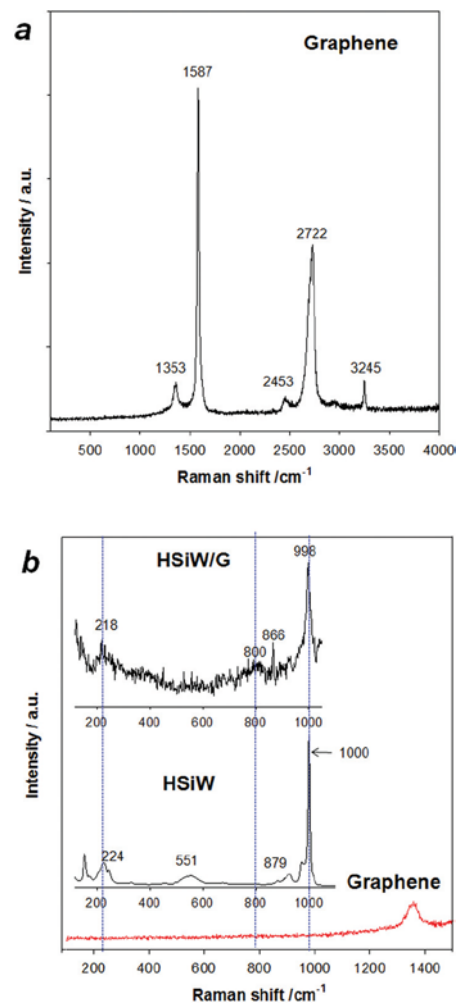 a
Graphene
1587
2722
1353
2453
3245
Intensity / a.u.
500 1000 1500 2000 2500 3000 3500 4000
Raman shift /cm-1
b
HSiW/G
998
218
800
866
200 400 600 800 1000
HSiW
1000
224
551
879
200 400 600 800 1000
Graphene
Intensity / a.u.
200 400 600 800 1000 1200 1400
Raman shift /cm-1